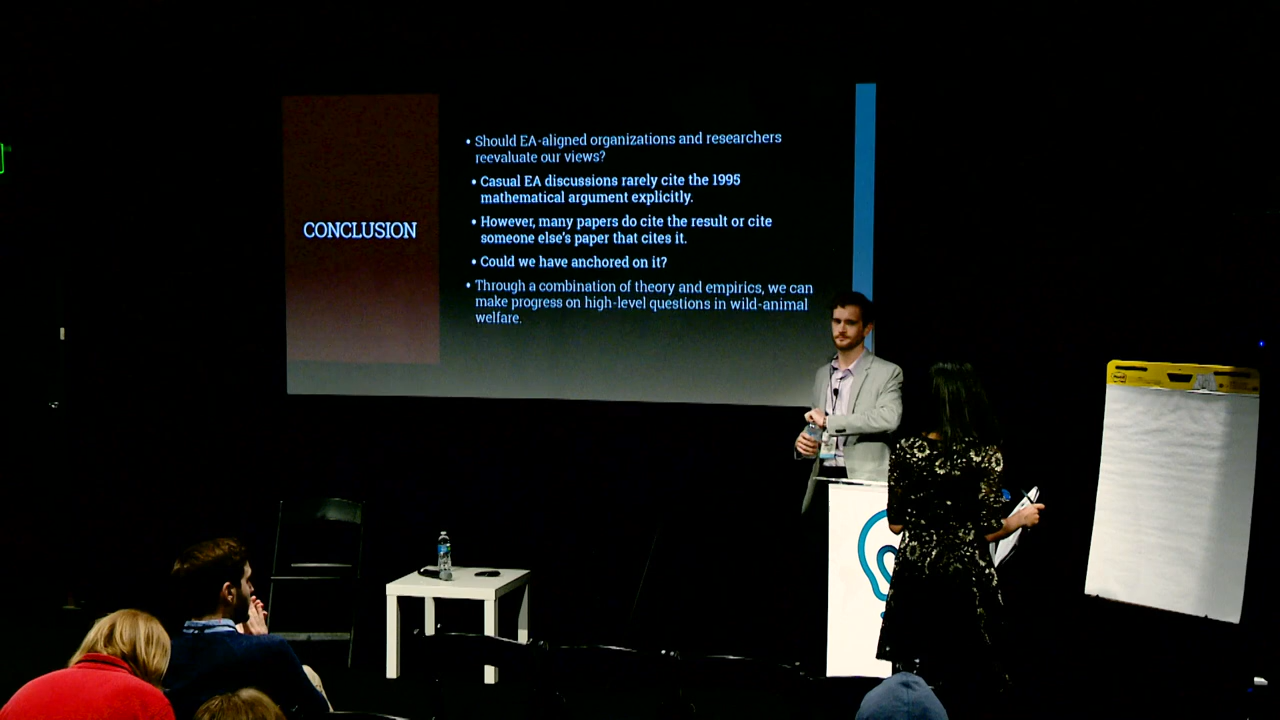 CONCLUSION
• Should EA-aligned organizations and researchers
reevaluate our views?
• Casual EA discussions rarely cite the 1995
mathematical argument explicitly.
• However, many papers do cite the result or cite
someone else's paper that cites it.
• Could we have anchored on it?
• Through a combination of theory and empirics, we can
make progress on high-level questions in wild-animal
welfare.